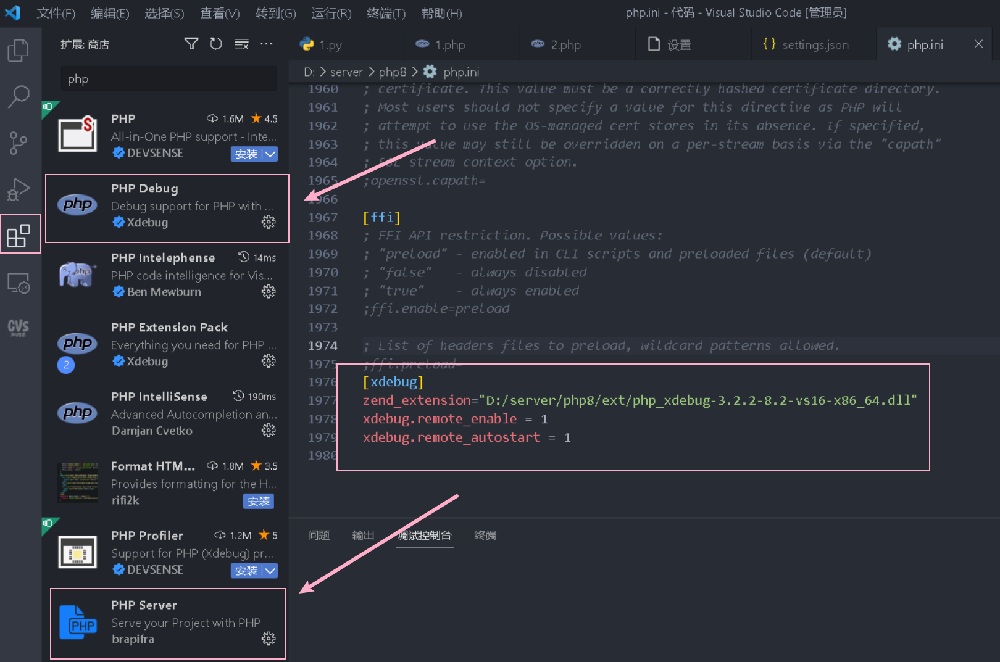 文件(F) 编辑(E) 选择(S) 查看(V) 转到(G) 运行(R) 终端(T) 帮助(H) php.ini - 代码 - Visual Studio Code [管理员]
扩展: 商店
php
PHP 1.6M 4.5
All-in-One PHP support - Inte...
DEVSENSE 安装
PHP Debug
Debug support for PHP with ...
Xdebug
PHP Intelephense 14ms
PHP code intelligence for Vis...
Ben Mewburn
PHP Extension Pack
Everything you need for PHP ...
2 Xdebug
PHP IntelliSense 190ms
Advanced Autocompletion an...
Damjan Cvetko
Format HTM... 1.8M 3.5
Provides formatting for the H...
rifi2k 安装
PHP Profiler 1.2M 5
Support for PHP (Xdebug) pr...
DEVSENSE 安装
PHP Server
Serve your Project with PHP
brapifra
CVS
PLUGIN
1.py 1.php 2.php 设置 {} settings.json php.ini
D: > server > php8 > php.ini
1960 ; certificate. This value must be a correctly hashed certificate directory.
1961 ; Most users should not specify a value for this directive as PHP will
1962 ; attempt to use the OS-managed cert stores in its absence. If specified,
1963 ; this value may still be overridden on a per-stream basis via the "capath"
1964 ; SSL stream context option.
1965 ;openssl.capath=
1966
1967 [ffi]
1968 ; FFI API restriction. Possible values:
1969 ; "preload" - enabled in CLI scripts and preloaded files (default)
1970 ; "false" - always disabled
1971 ; "true" - always enabled
1972 ;ffi.enable=preload
1973
1974 ; List of headers files to preload, wildcard patterns allowed.
1975 ;ffi.preload=
1976 [xdebug]
1977 zend_extension="D:/server/php8/ext/php_xdebug-3.2.2-8.2-vs16-x86_64.dll"
1978 xdebug.remote_enable = 1
1979 xdebug.remote_autostart = 1
1980
问题 输出 调试控制台 终端